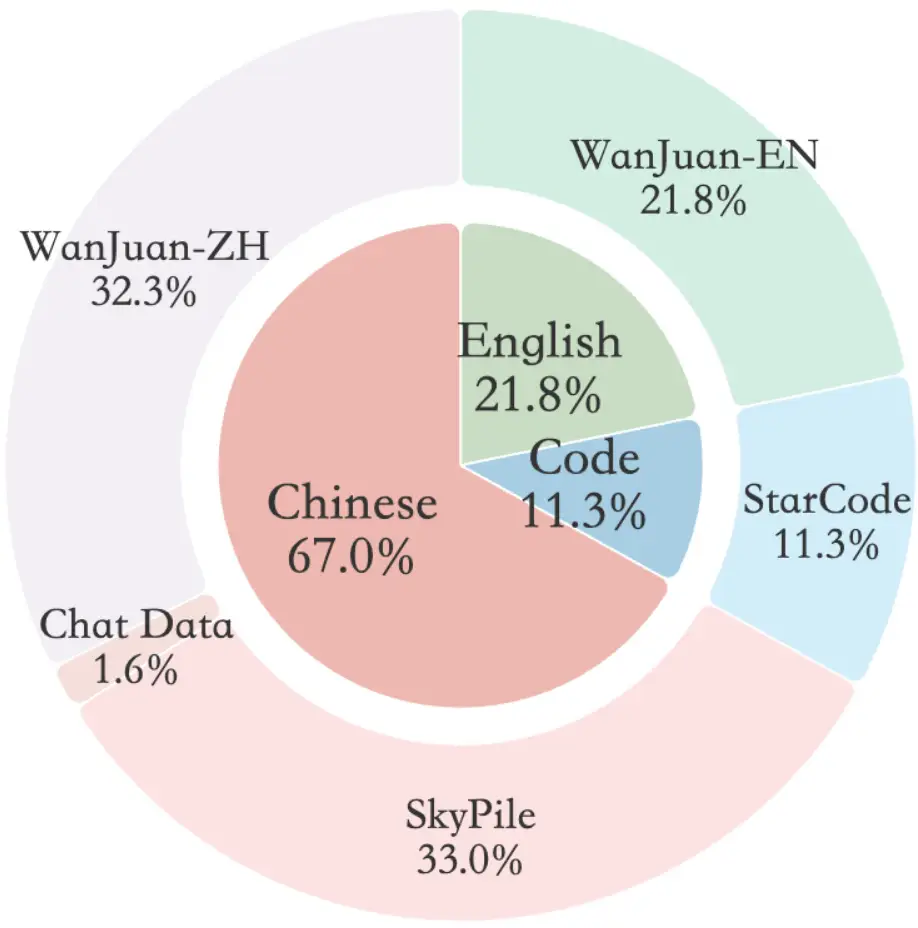 WanJuan-EN
21.8%
WanJuan-ZH
32.3%
English
21.8%
Code
11.3%
Chinese
67.0%
StarCode
11.3%
Chat Data
1.6%
SkyPile
33.0%